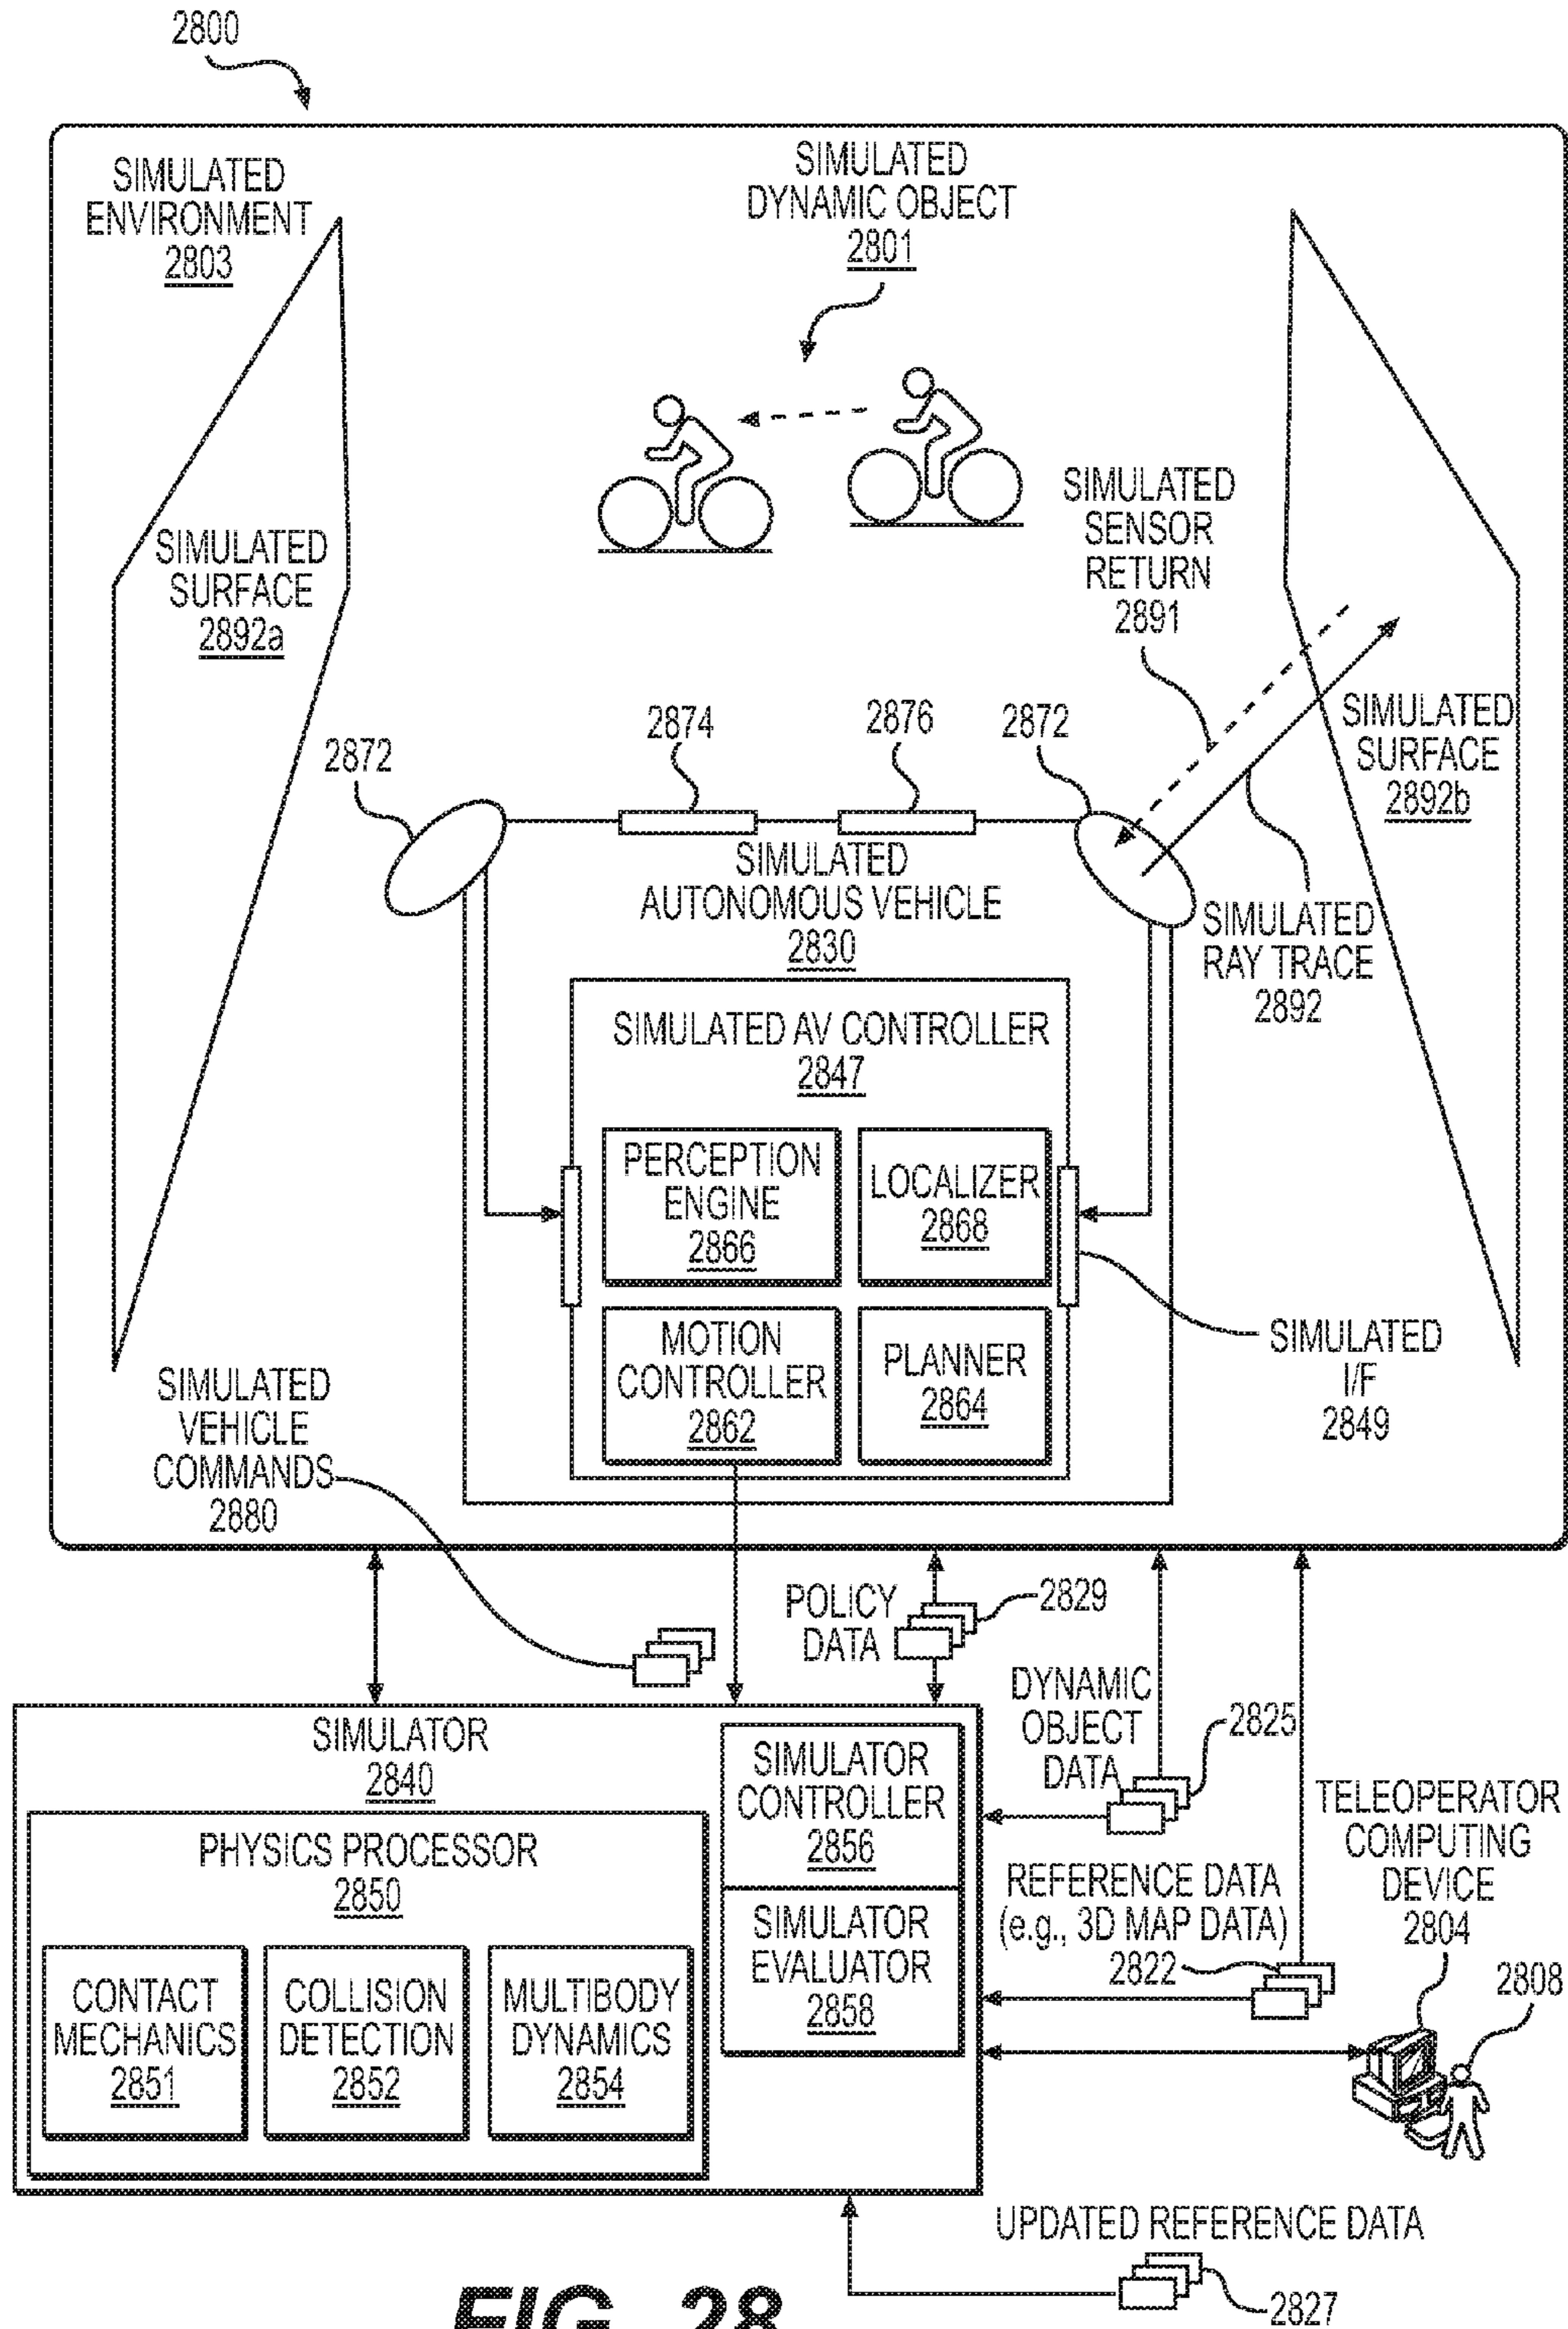 2800
SIMULATED
ENVIRONMENT
2803
SIMULATED
DYNAMIC OBJECT
2801
SIMULATED
SENSOR
RETURN
2891
SIMULATED
SURFACE
2892a
SIMULATED
SURFACE
2892b
2872
2874
2876
2872
SIMULATED
AUTONOMOUS VEHICLE
2830
SIMULATED
RAY TRACE
2892
SIMULATED AV CONTROLLER
2847
PERCEPTION
ENGINE
2866
LOCALIZER
2868
MOTION
CONTROLLER
2862
PLANNER
2864
SIMULATED
I/F
2849
SIMULATED
VEHICLE
COMMANDS
2880
POLICY
DATA
2829
DYNAMIC
OBJECT
DATA
2825
SIMULATOR
2840
SIMULATOR
CONTROLLER
2856
SIMULATOR
EVALUATOR
2858
PHYSICS PROCESSOR
2850
CONTACT
MECHANICS
2851
COLLISION
DETECTION
2852
MULTIBODY
DYNAMICS
2854
REFERENCE DATA
(e.g., 3D MAP DATA)
2822
TELEOPERATOR
COMPUTING
DEVICE
2804
2808
UPDATED REFERENCE DATA
2827
FIG. 28